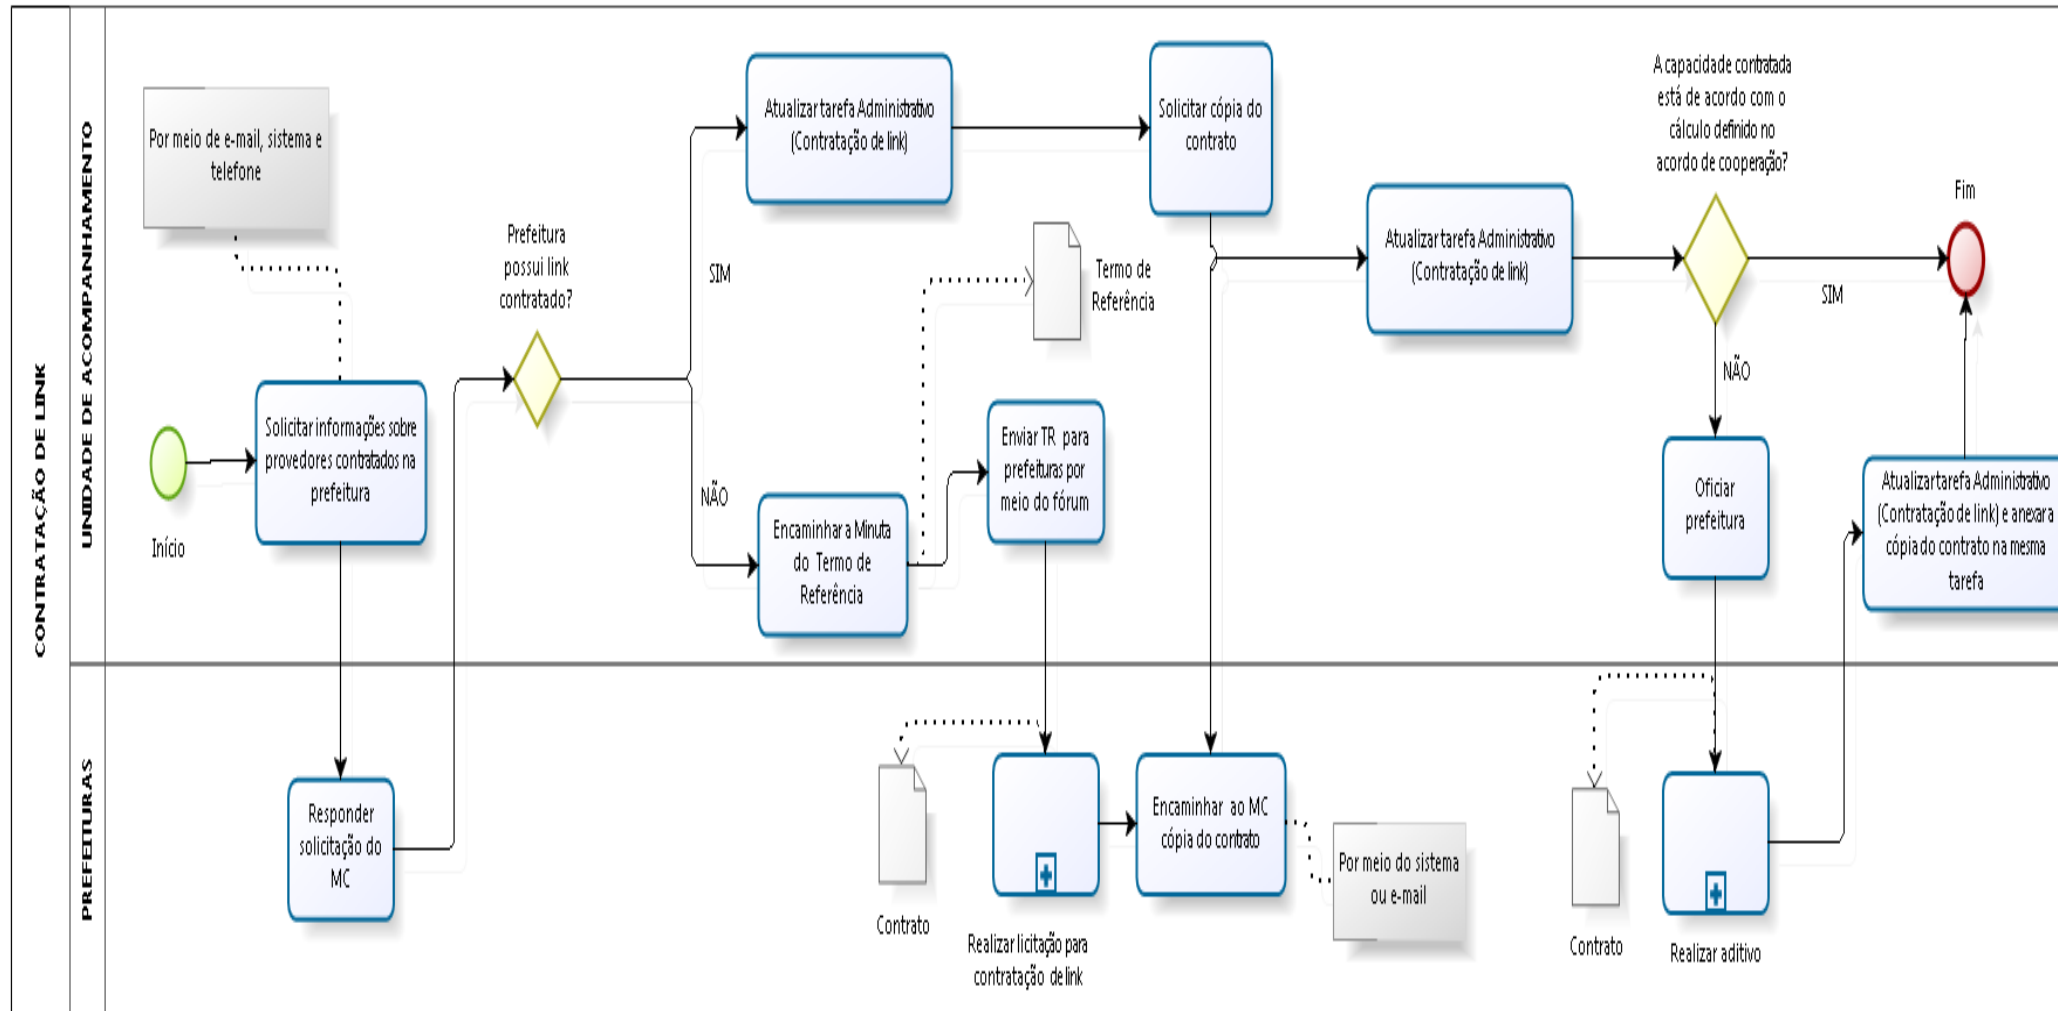 CONTRATAÇÃO DE LINK
UNIDADE DE ACOMPANHAMENTO
Por meio de e-mail, sistema e
telefone
Início
Solicitar informações sobre
provedores contratados na
prefeitura
Prefeitura
possui link
contratado?
SIM
NÃO
Atualizar tarefa Administrativo
(Contratação de link)
Encaminhar a Minuta
do Termo de
Referência
Termo de
Referência
Enviar TR para
prefeituras por
meio do fórum
Solicitar cópia do
contrato
Atualizar tarefa Administrativo
(Contratação de link)
A capacidade contratada
está de acordo com o
cálculo definido no
acordo de cooperação?
SIM
NÃO
Fim
Oficiar
prefeitura
Atualizar tarefa Administrativo
(Contratação de link) e anexar a
cópia do contrato na mesma
tarefa
PREFEITURAS
Responder
solicitação do
MC
Contrato
Realizar licitação para
contratação de link
Encaminhar ao MC
cópia do contrato
Por meio do sistema
ou e-mail
Contrato
Realizar aditivo